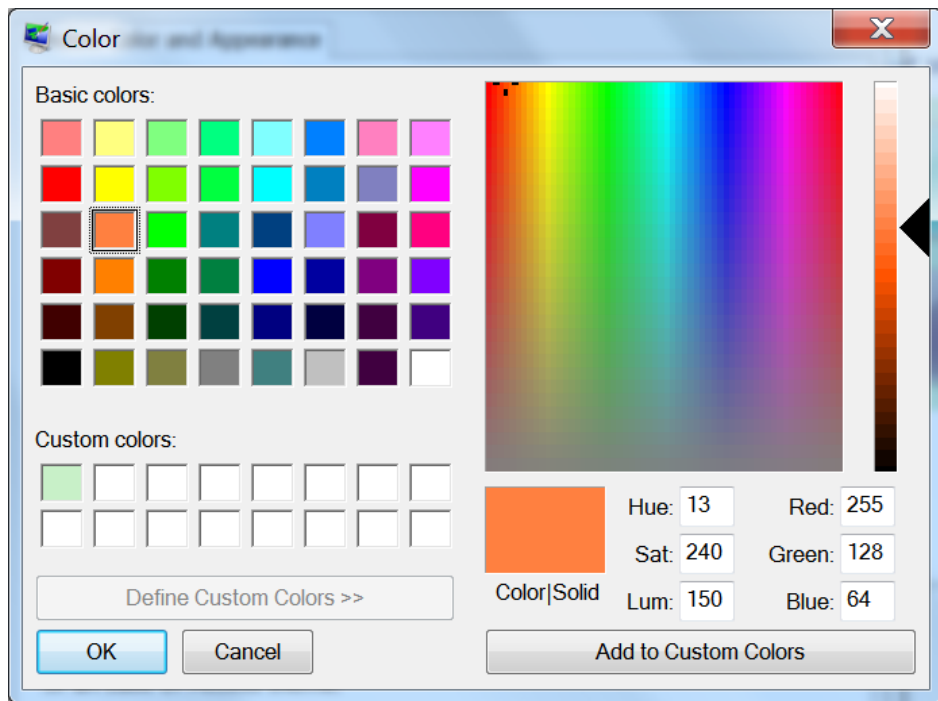 Color
Basic colors:
Custom colors:
Define Custom Colors >>
OK
Cancel
Color|Solid
Hue: 13
Sat: 240
Lum: 150
Red: 255
Green: 128
Blue: 64
Add to Custom Colors